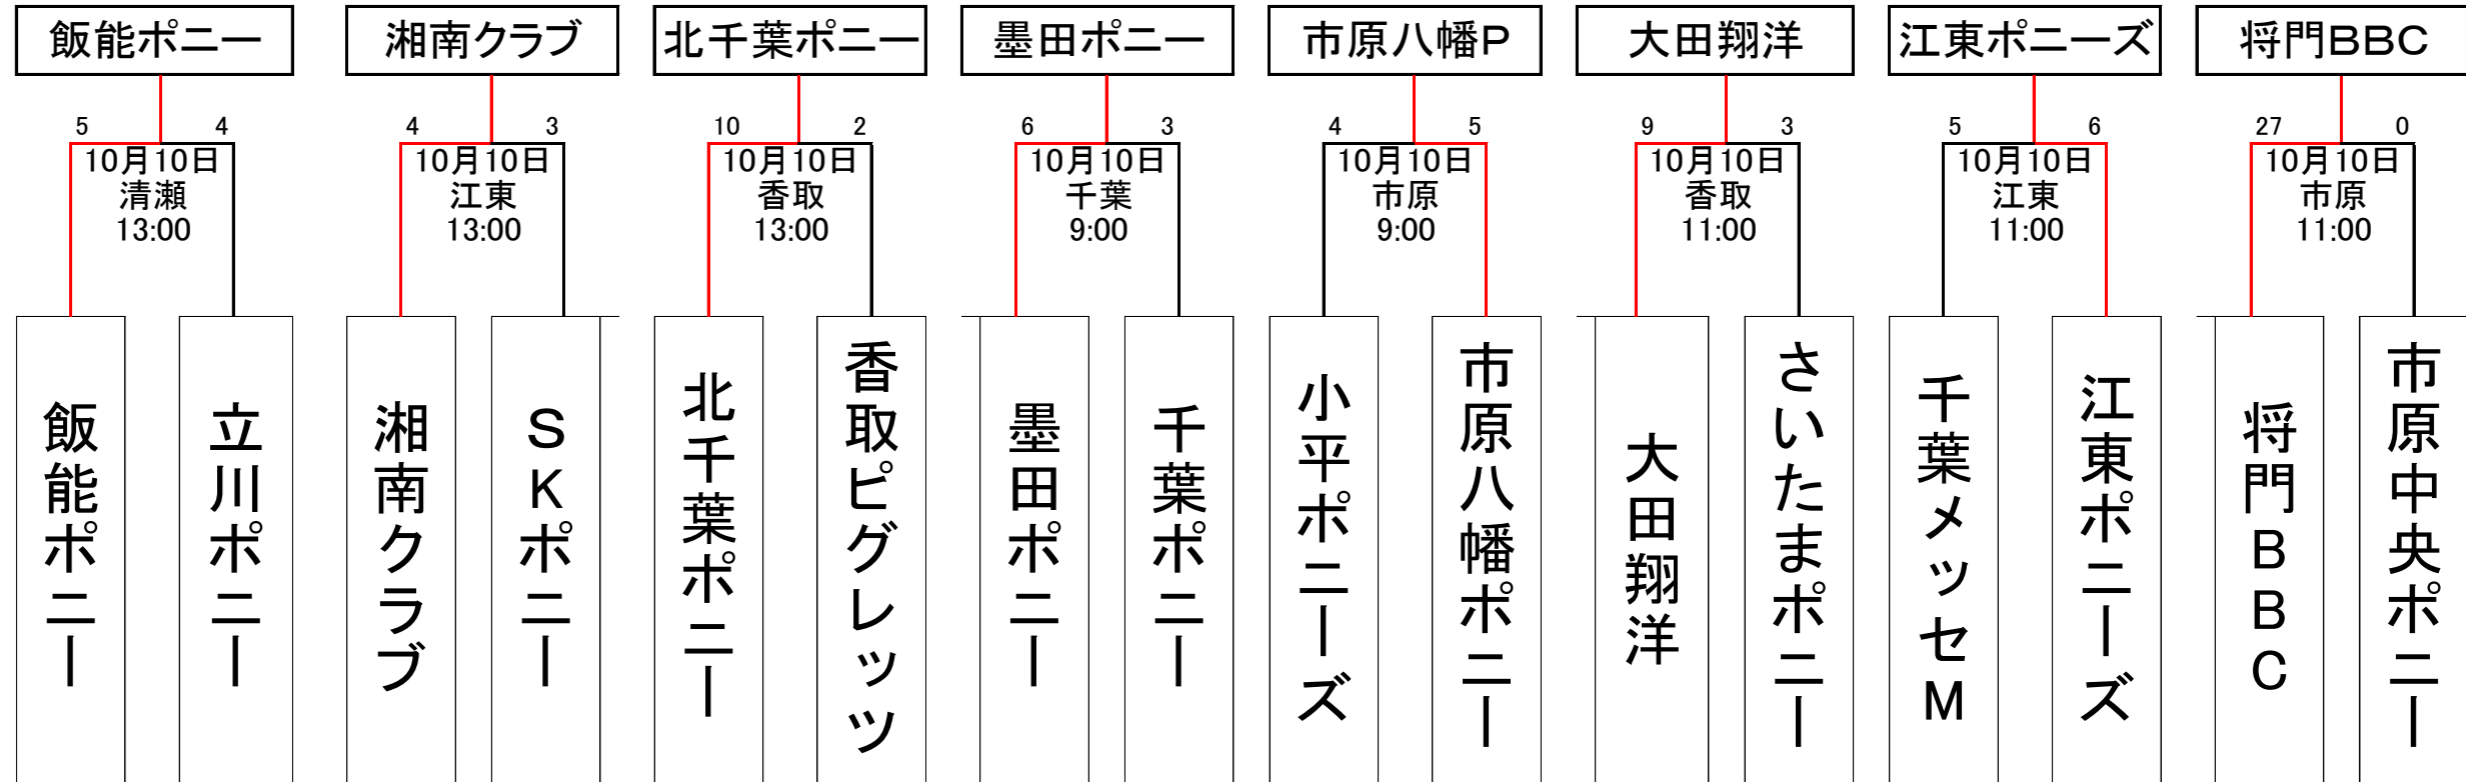 飯能ポニー
湘南クラブ
北千葉ポニー
墨田ポニー
市原八幡P
大田翔洋
江東ポニーズ
将門BBC
5 4
10月10日
清瀬
13:00
4 3
10月10日
江東
13:00
10 2
10月10日
香取
13:00
6 3
10月10日
千葉
9:00
4 5
10月10日
市原
9:00
9 3
10月10日
香取
11:00
5 6
10月10日
江東
11:00
27 0
10月10日
市原
11:00
飯能ポニー
立川ポニー
湘南クラブ
SKポニー
北千葉ポニー
香取ピグレッツ
墨田ポニー
千葉ポニー
小平ポニーズ
市原八幡ポニー
大田翔洋
さいたまポニー
千葉メッセM
江東ポニーズ
将門BBC
市原中央ポニー